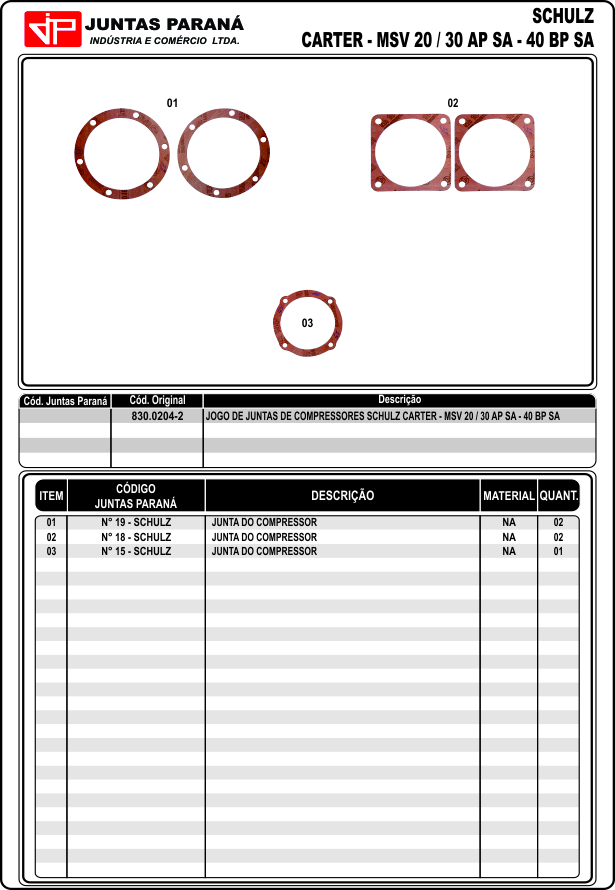 JP JUNTAS PARANÁ
INDÚSTRIA E COMÉRCIO LTDA.
SCHULZ
CARTER - MSV 20 / 30 AP SA - 40 BP SA
01
02
03
Cód. Juntas Paraná Cód. Original Descrição
830.0204-2 JOGO DE JUNTAS DE COMPRESSORES SCHULZ CARTER - MSV 20 / 30 AP SA - 40 BP SA
ITEM CÓDIGO JUNTAS PARANÁ DESCRIÇÃO MATERIAL QUANT.
01 N° 19 - SCHULZ JUNTA DO COMPRESSOR NA 02
02 N° 18 - SCHULZ JUNTA DO COMPRESSOR NA 02
03 N° 15 - SCHULZ JUNTA DO COMPRESSOR NA 01